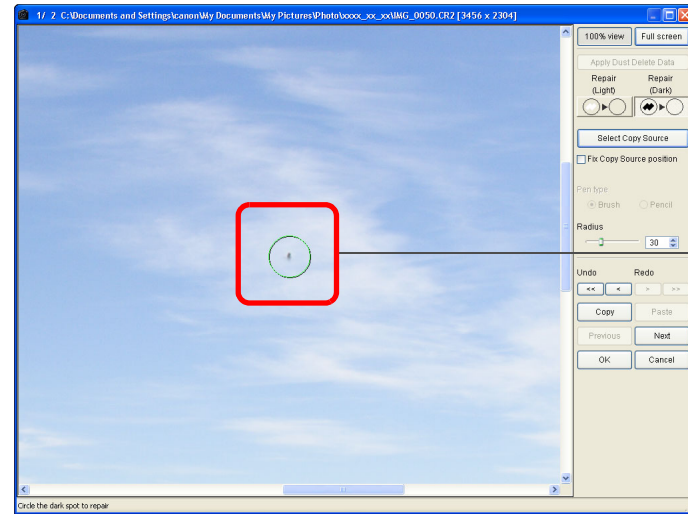 1/ 2 C:\Documents and Settings\canon\My Documents\My Pictures\Photo\xxxx_xx_xx\IMG_0050.CR2 [3456 x 2304]
100% view Full screen
Apply Dust Delete Data
Repair Repair
(Light) (Dark)
Select Copy Source
Fix Copy Source position
Pen type
Brush Pencil
Radius
30
Undo Redo
<< < > >>
Copy Paste
Previous Next
OK Cancel
Circle the dark spot to repair